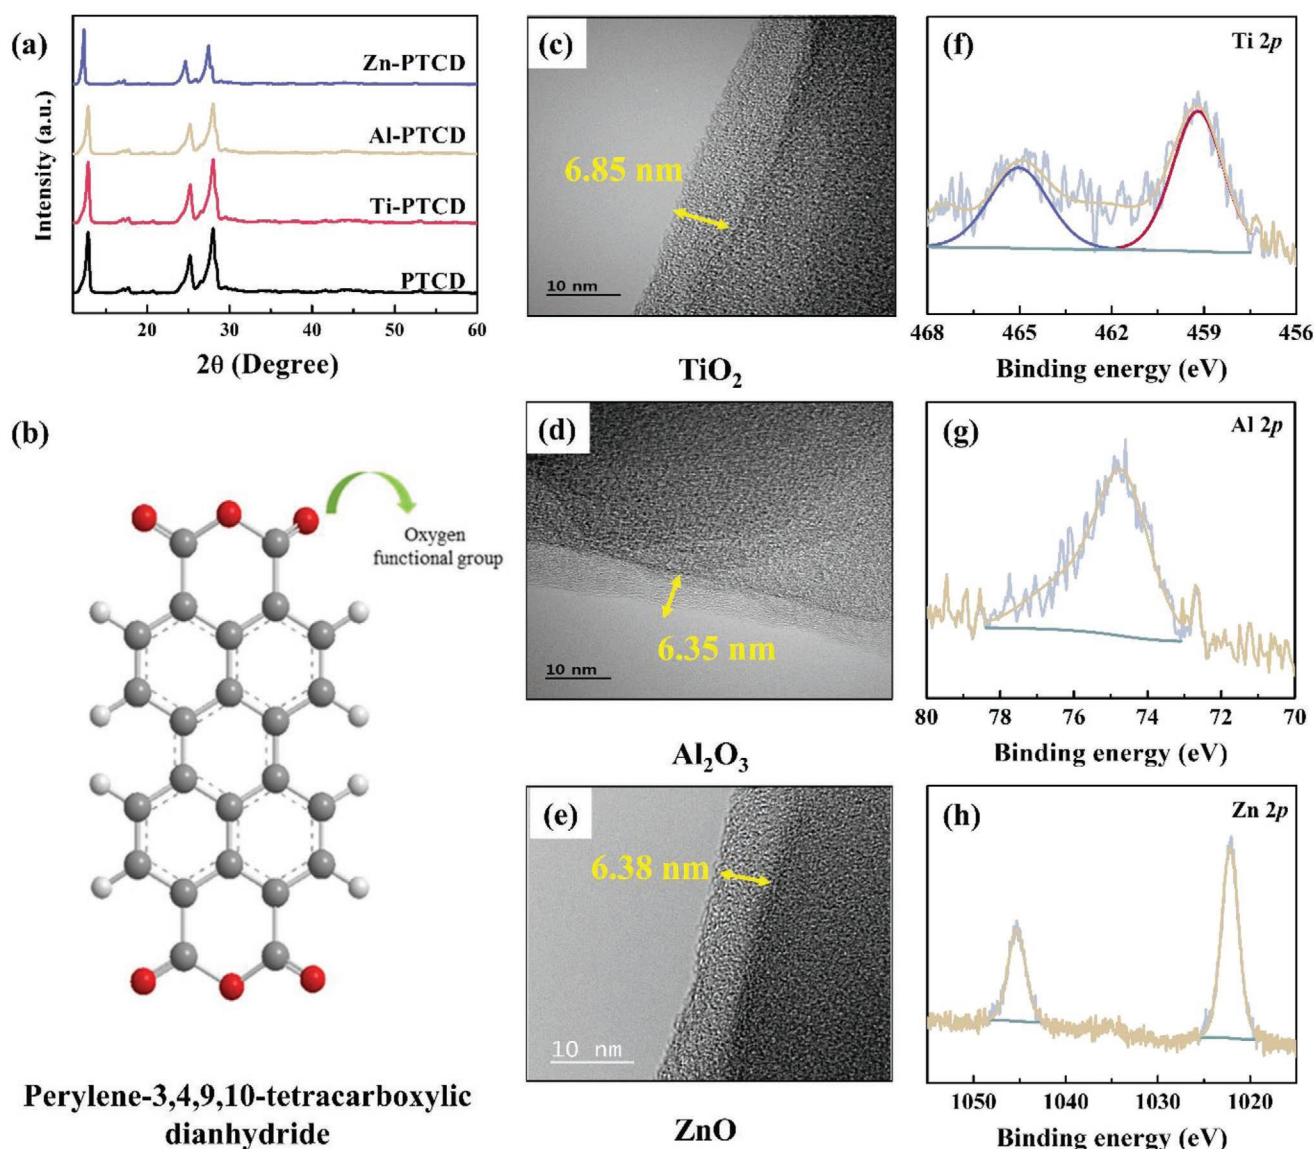 (a)
Zn-PTCD
Al-PTCD
Ti-PTCD
PTCD
Intensity (a.u.)
20 30 40 50 60
2θ (Degree)
(b)
Oxygen
functional group
Perylene-3,4,9,10-tetracarboxylic
dianhydride
(c)
6.85 nm
10 nm
TiO₂
(d)
6.35 nm
10 nm
Al₂O₃
(e)
6.38 nm
10 nm
ZnO
(f)
Ti 2p
468 465 462 459 456
Binding energy (eV)
(g)
Al 2p
80 78 76 74 72 70
Binding energy (eV)
(h)
Zn 2p
1050 1040 1030 1020
Binding energy (eV)